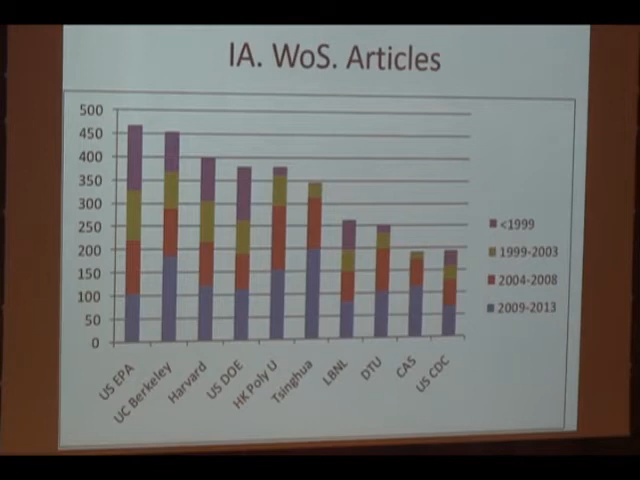 IA. WoS. Articles
500
450
400
350
300
250
200
150
100
50
0
US EPA
UC Berkeley
Harvard
US DOE
HK Poly U
Tsinghua
LBNL
DTU
CAS
US CDC
<1999
1999-2003
2004-2008
2009-2013